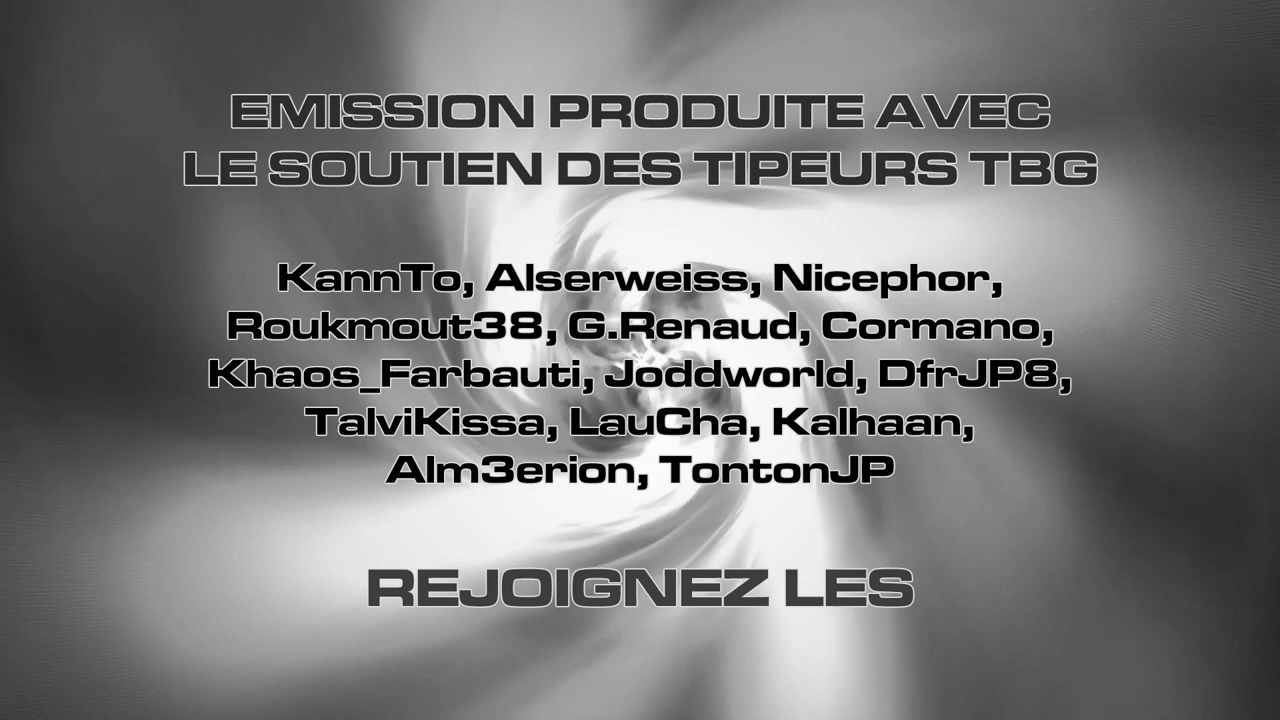 EMISSION PRODUITE AVEC
LE SOUTIEN DES TIPEURS TBG
KannTo, Alserweiss, Nicephor,
Roukmout38, G.Renaud, Cormano,
Khaos_Farbauti, Joddworld, DfrJP8,
TalviKissa, LauCha, Kalhaan,
Alm3erion, TontonJP
REJOIGNEZ LES